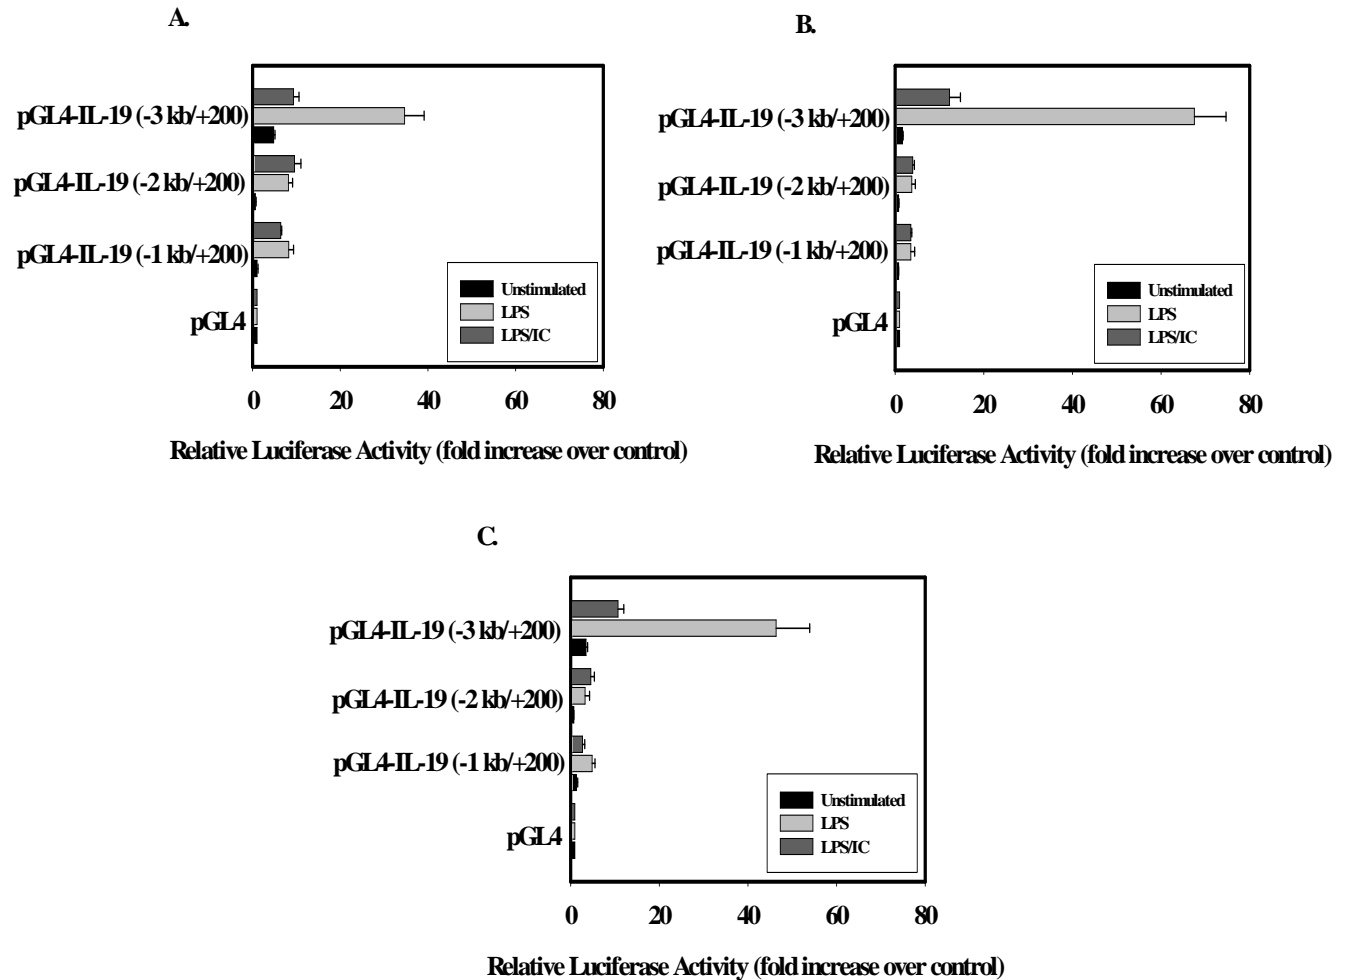 A.
pGL4-IL-19 (-3 kb/+200)
pGL4-IL-19 (-2 kb/+200)
pGL4-IL-19 (-1 kb/+200)
pGL4
Unstimulated
LPS
LPS/IC
0 20 40 60 80
Relative Luciferase Activity (fold increase over control)
B.
pGL4-IL-19 (-3 kb/+200)
pGL4-IL-19 (-2 kb/+200)
pGL4-IL-19 (-1 kb/+200)
pGL4
Unstimulated
LPS
LPS/IC
0 20 40 60 80
Relative Luciferase Activity (fold increase over control)
C.
pGL4-IL-19 (-3 kb/+200)
pGL4-IL-19 (-2 kb/+200)
pGL4-IL-19 (-1 kb/+200)
pGL4
Unstimulated
LPS
LPS/IC
0 20 40 60 80
Relative Luciferase Activity (fold increase over control)